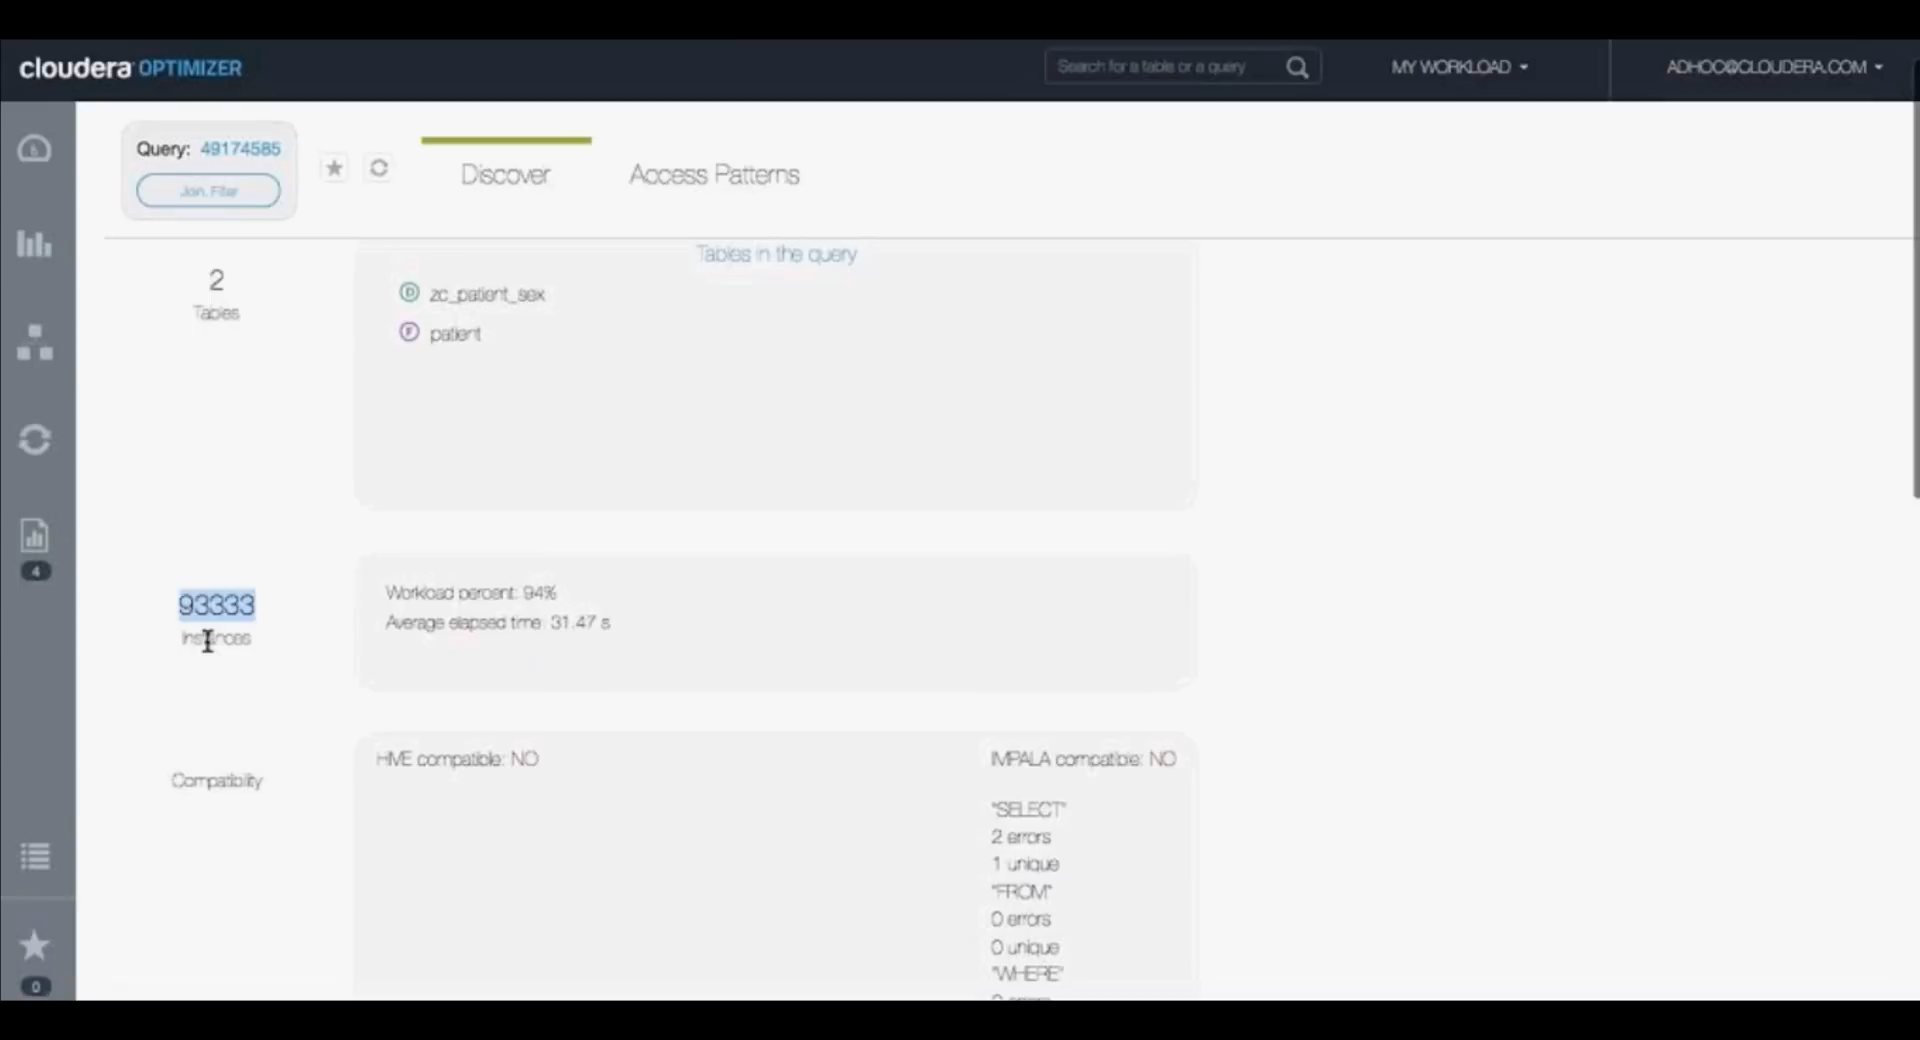 cloudera OPTIMIZER
Search for a table or a query
MY WORKLOAD
ADHOC@CLOUDERA.COM
Query: 49174585
Join, Filter
Discover
Access Patterns
2
Tables
Tables in the query
D zc_patient_sex
F patient
93333
Instances
Workload percent: 94%
Average elapsed time: 31.47 s
4
Compatibility
HIVE compatible: NO
IMPALA compatible: NO
"SELECT"
2 errors
1 unique
"FROM"
0 errors
0 unique
"WHERE"
0